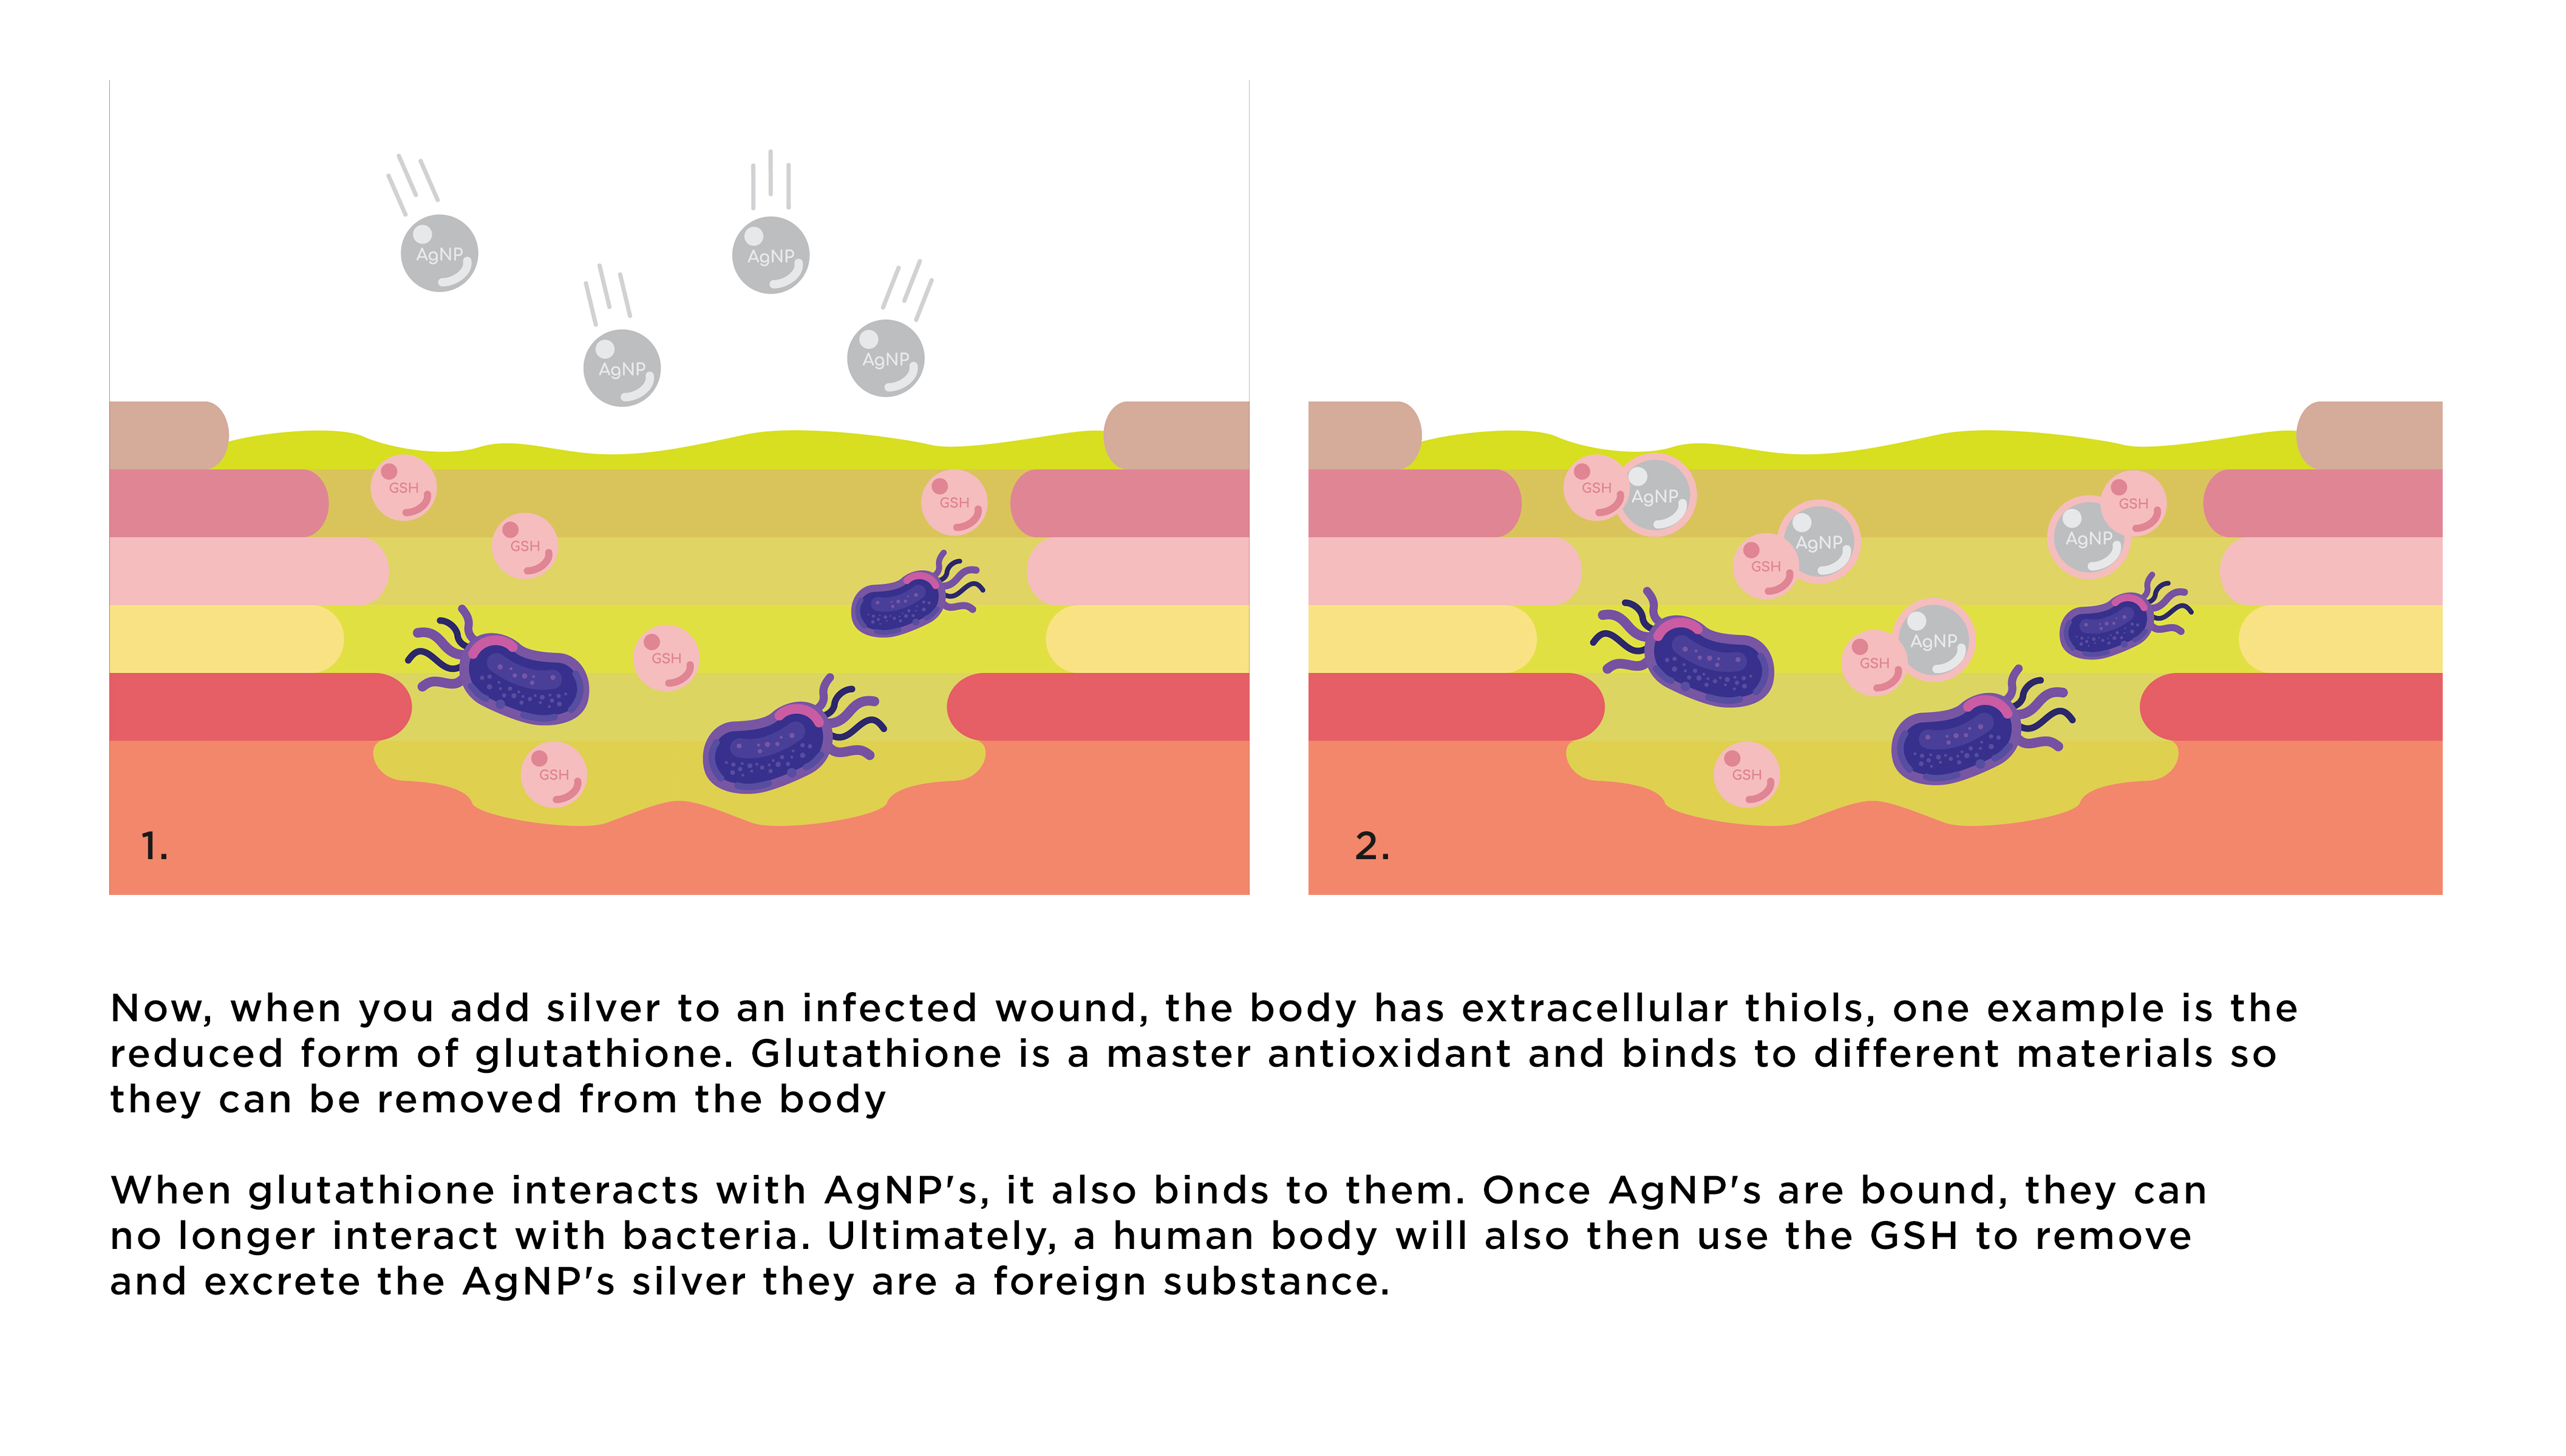 AgNP
AgNP
AgNP
AgNP
GSH
GSH
GSH
GSH
GSH
1.
GSH
AgNP
AgNP
GSH
AgNP
GSH
AgNP
GSH
GSH
2.
Now, when you add silver to an infected wound, the body has extracellular thiols, one example is the
reduced form of glutathione. Glutathione is a master antioxidant and binds to different materials so
they can be removed from the body
When glutathione interacts with AgNP's, it also binds to them. Once AgNP's are bound, they can
no longer interact with bacteria. Ultimately, a human body will also then use the GSH to remove
and excrete the AgNP's silver they are a foreign substance.